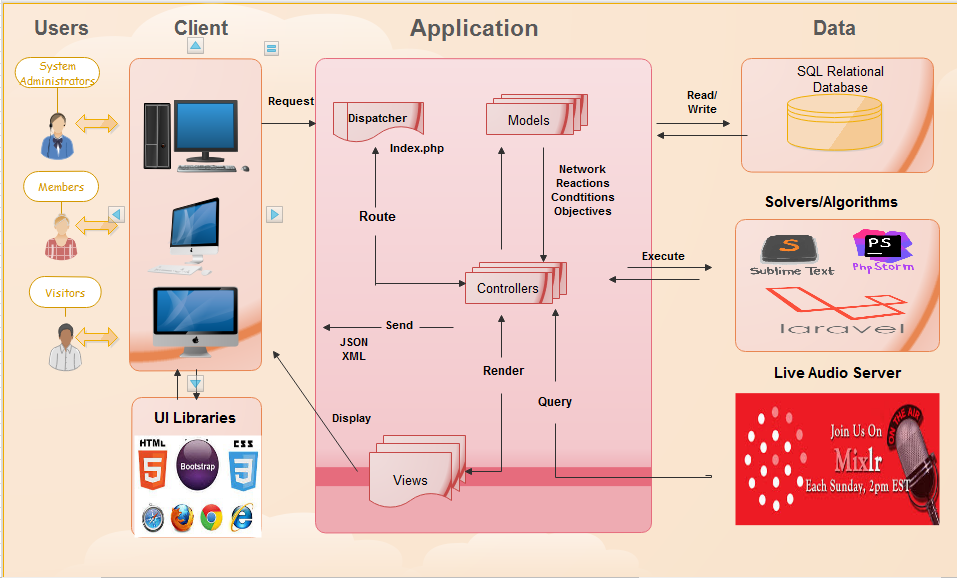 Users
Client
Application
Data
System
Administrators
Members
Visitors
Request
Dispatcher
Index.php
Models
Route
Network
Reactions
Condtitions
Objectives
Controllers
Send
JSON
XML
Render
Query
Display
Views
Read/
Write
Execute
SQL Relational
Database
Solvers/Algorithms
S
Sublime Text
PS
PhpStorm
laravel
Live Audio Server
ON THE AIR
Join Us On
Mixlr
Each Sunday, 2pm EST
UI Libraries
HTML
5
Bootstrap
CSS
3